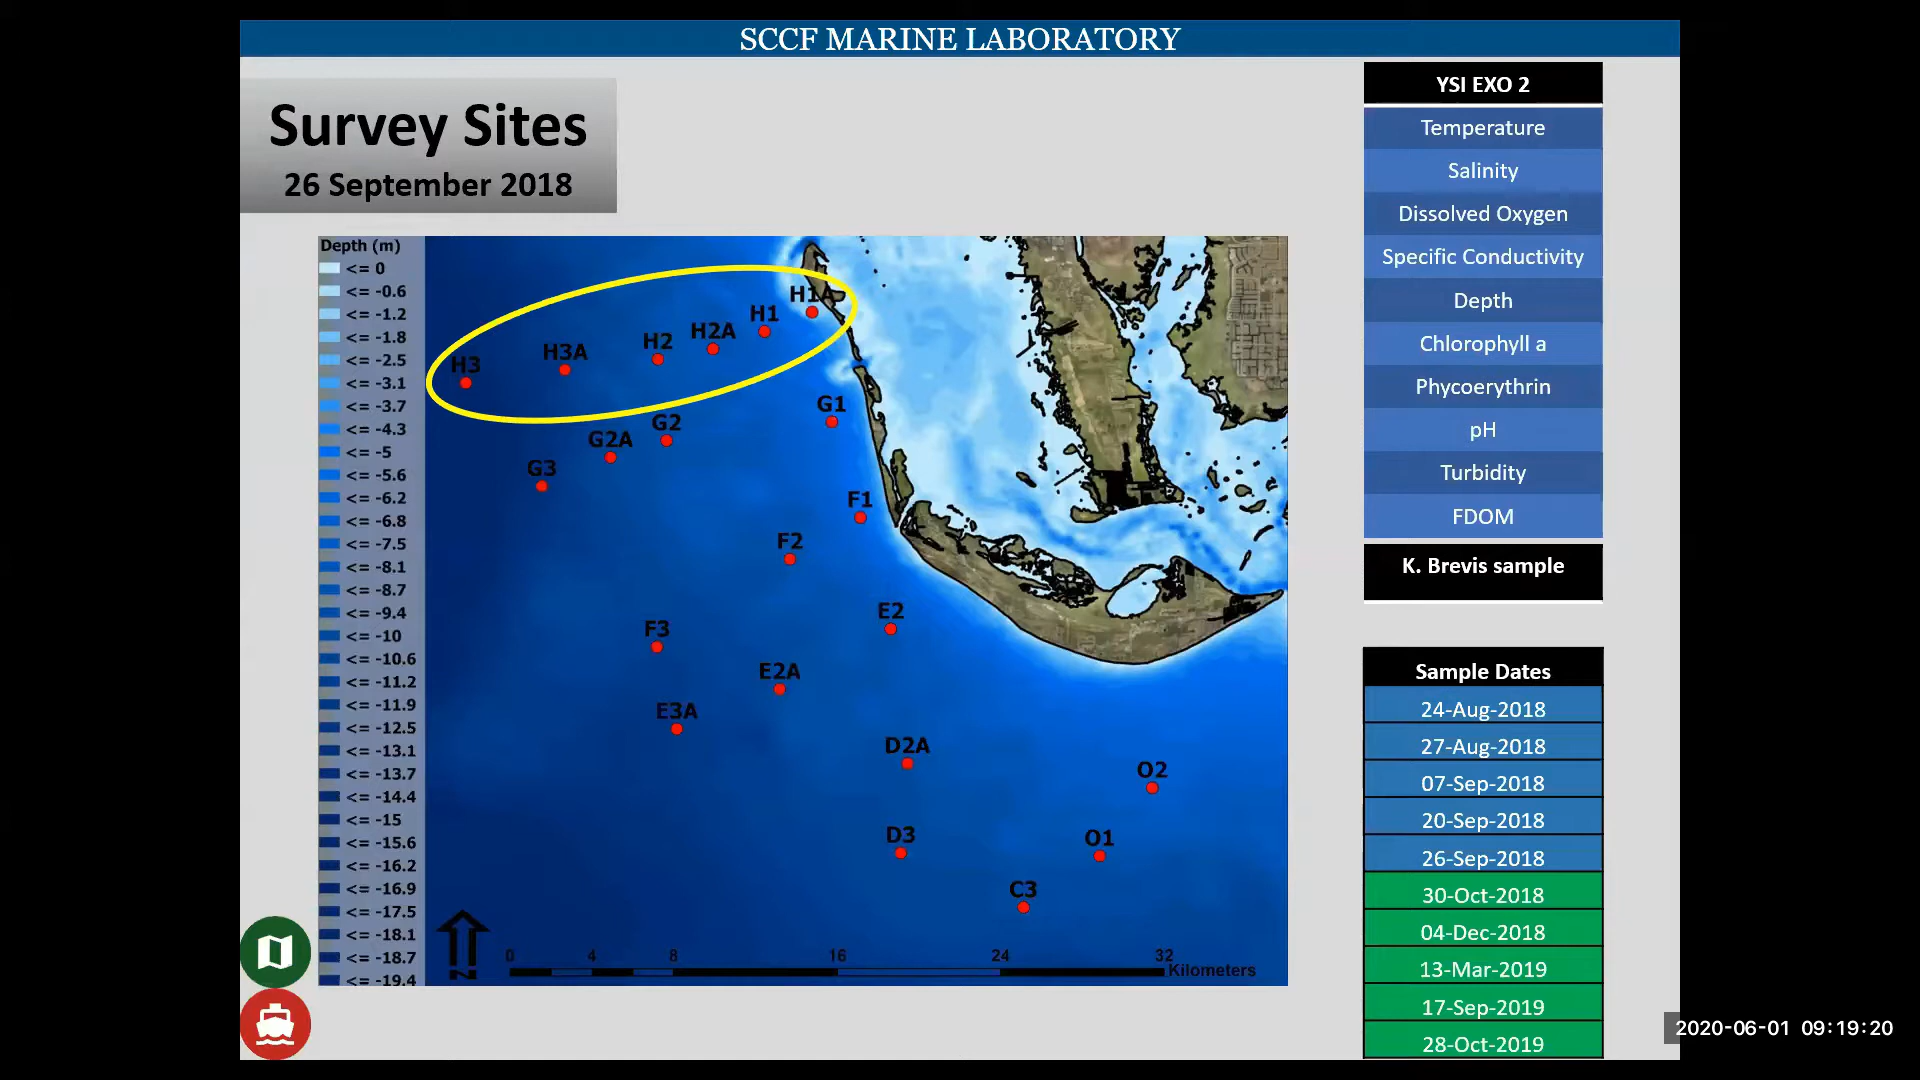 SCCF MARINE LABORATORY
Survey Sites
26 September 2018
Depth (m)
<= 0
<= -0.6
<= -1.2
<= -1.8
<= -2.5
<= -3.1
<= -3.7
<= -4.3
<= -5
<= -5.6
<= -6.2
<= -6.8
<= -7.5
<= -8.1
<= -8.7
<= -9.4
<= -10
<= -10.6
<= -11.2
<= -11.9
<= -12.5
<= -13.1
<= -13.7
<= -14.4
<= -15
<= -15.6
<= -16.2
<= -16.9
<= -17.5
<= -18.1
<= -18.7
<= -19.4
H1A
H1
H2A
H2
H3A
H3
G1
G2
G2A
G3
F1
F2
E2
F3
E2A
E3A
D2A
O2
D3
O1
C3
N
0 4 8 16 24 32
Kilometers
YSI EXO 2
Temperature
Salinity
Dissolved Oxygen
Specific Conductivity
Depth
Chlorophyll a
Phycoerythrin
pH
Turbidity
FDOM
K. Brevis sample
Sample Dates
24-Aug-2018
27-Aug-2018
07-Sep-2018
20-Sep-2018
26-Sep-2018
30-Oct-2018
04-Dec-2018
13-Mar-2019
17-Sep-2019
28-Oct-2019
2020-06-01 09:19:20